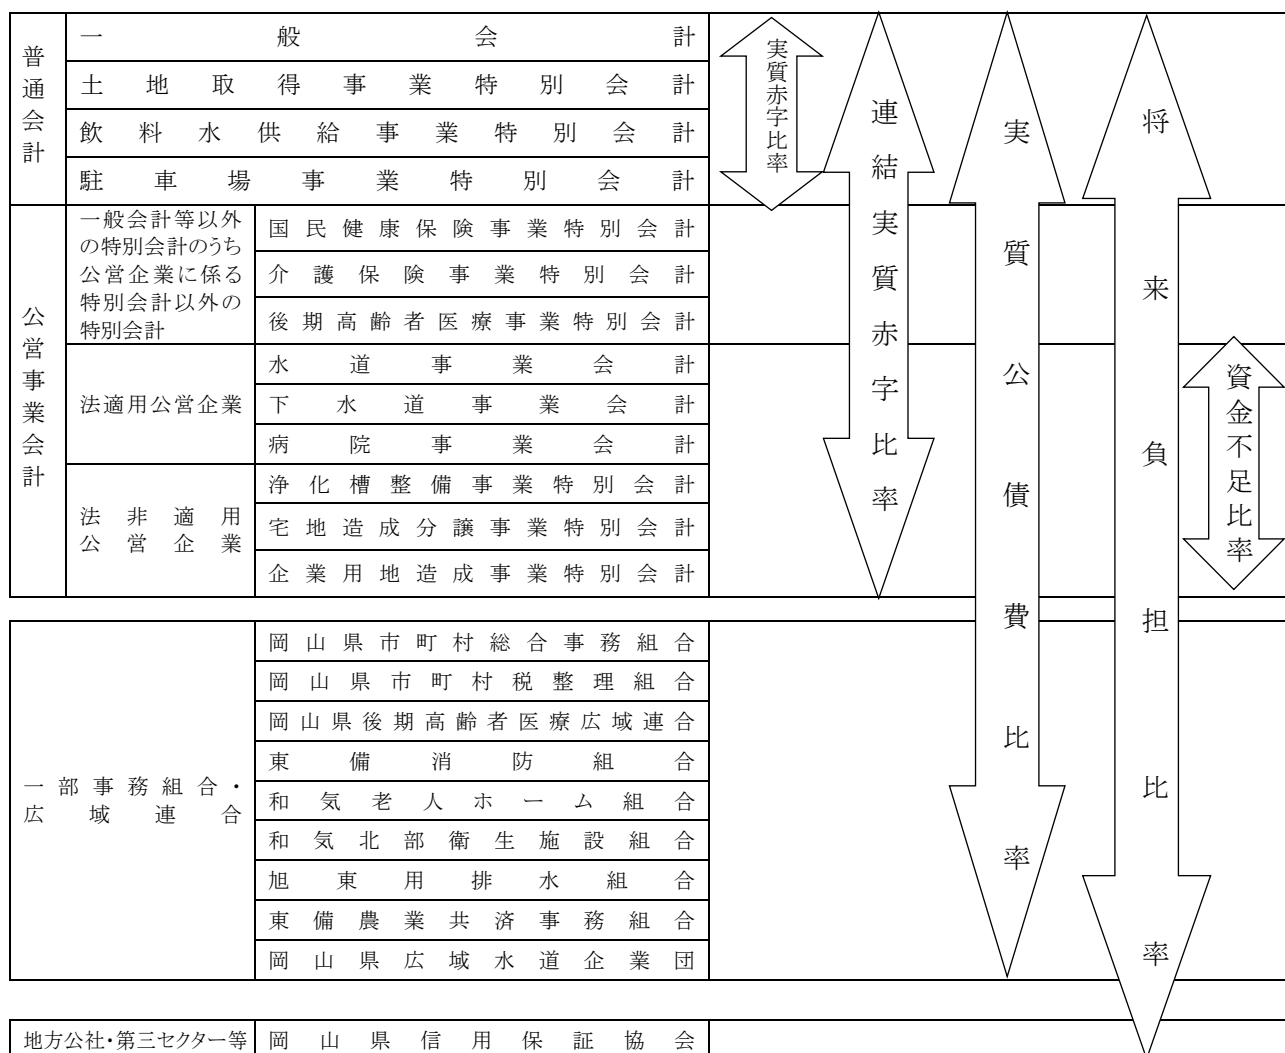 普通会計
一般会計
土地取得事業特別会計
飲料水供給事業特別会計
駐車場事業特別会計
公営事業会計
一般会計等以外
の特別会計のうち
公営企業に係る
特別会計以外の
特別会計
国民健康保険事業特別会計
介護保険事業特別会計
後期高齢者医療事業特別会計
法適用公営企業
水道事業会計
下水道事業会計
病院事業会計
法非適用
公営企業
浄化槽整備事業特別会計
宅地造成分譲事業特別会計
企業用地造成事業特別会計
一部事務組合・
広域連合
岡山県市町村総合事務組合
岡山県市町村税整理組合
岡山県後期高齢者医療広域連合
東備消防組合
和気老人ホーム組合
和気北部衛生施設組合
旭東用排水組合
東備農業共済事務組合
岡山県広域水道企業団
地方公社・第三セクター等
岡山県信用保証協会
実質赤字比率
連結実質赤字比率
実質公債費比率
将来負担比率
資金不足比率